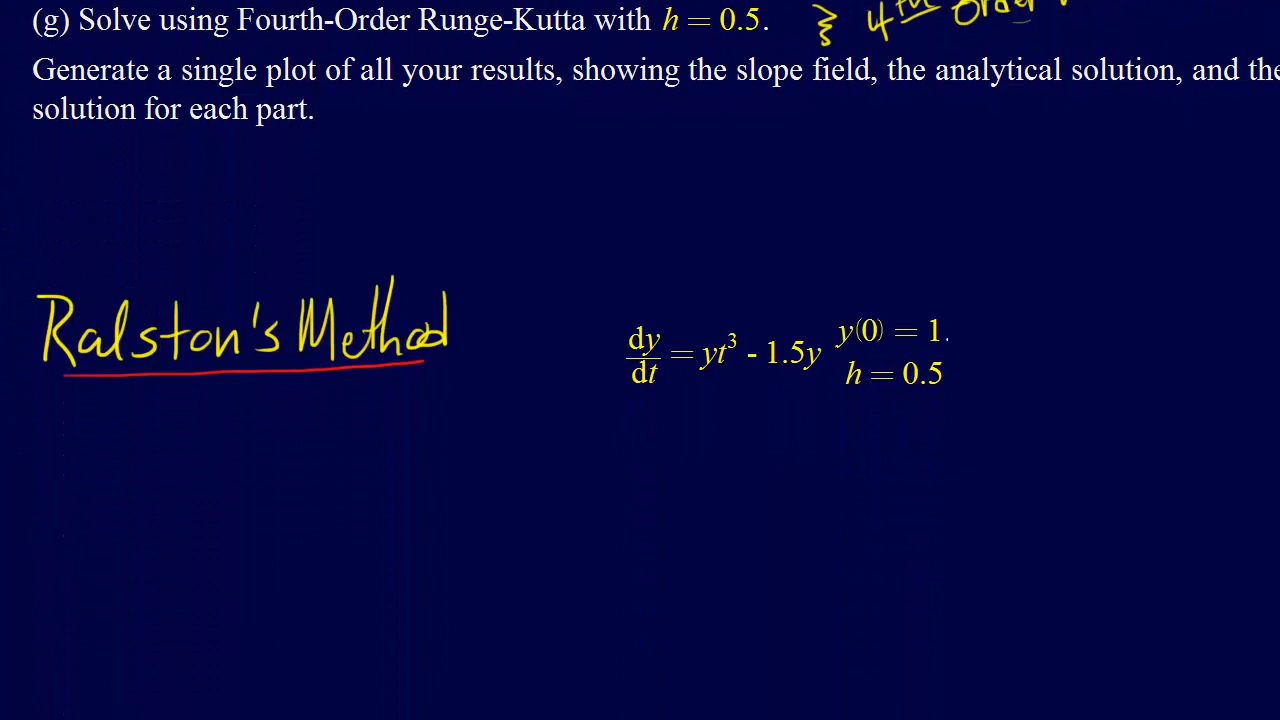 (g) Solve using Fourth-Order Runge-Kutta with h = 0.5. } 4th Order
Generate a single plot of all your results, showing the slope field, the analytical solution, and the
solution for each part.
Ralston's Method
dy/dt = yt³ - 1.5y y(0) = 1.
h = 0.5